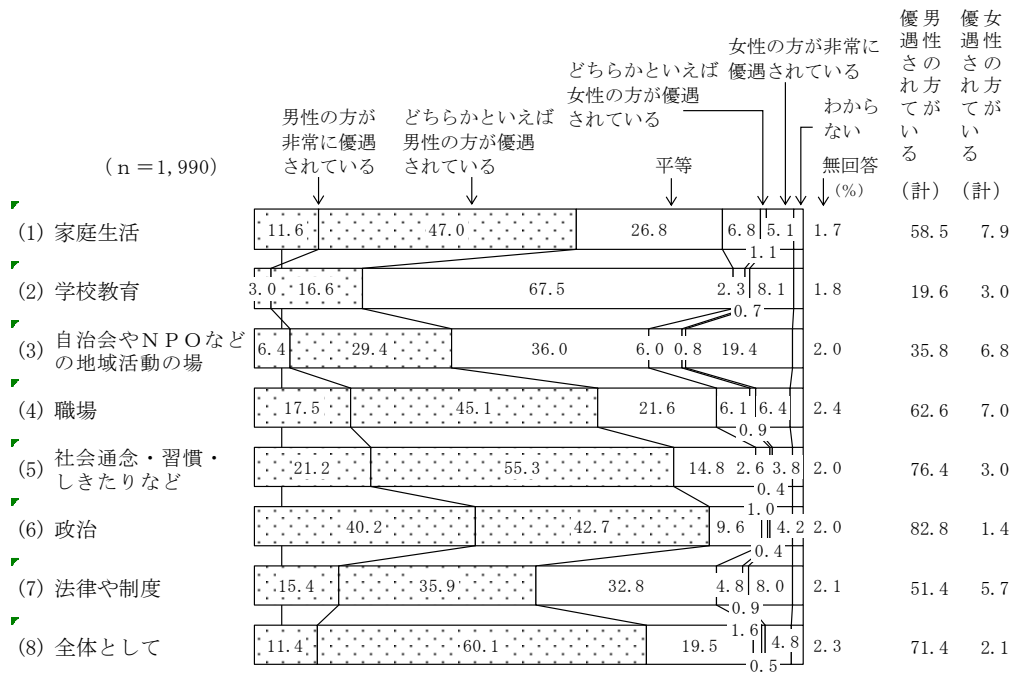 (n＝1,990)
男性の方が
非常に優遇
されている
どちらかといえば
男性の方が優遇
されている
平等
どちらかといえば
女性の方が優遇
されている
女性の方が非常に
優遇されている
わから
ない
無回答
(%)
男性の方が
優遇されている
(計)
女性の方が
優遇されている
(計)
(1) 家庭生活 11.6 47.0 26.8 6.8 5.1 1.7 58.5 7.9
1.1
(2) 学校教育 3.0 16.6 67.5 2.3 8.1 1.8 19.6 3.0
0.7
(3) 自治会やＮＰＯなど
の地域活動の場
6.4 29.4 36.0 6.0 0.8 19.4 2.0 35.8 6.8
(4) 職場 17.5 45.1 21.6 6.1 6.4 2.4 62.6 7.0
0.9
(5) 社会通念・習慣・
しきたりなど
21.2 55.3 14.8 2.6 3.8 2.0 76.4 3.0
0.4
1.0
(6) 政治 40.2 42.7 9.6 4.2 2.0 82.8 1.4
0.4
(7) 法律や制度 15.4 35.9 32.8 4.8 8.0 2.1 51.4 5.7
0.9
1.6
(8) 全体として 11.4 60.1 19.5 4.8 2.3 71.4 2.1
0.5